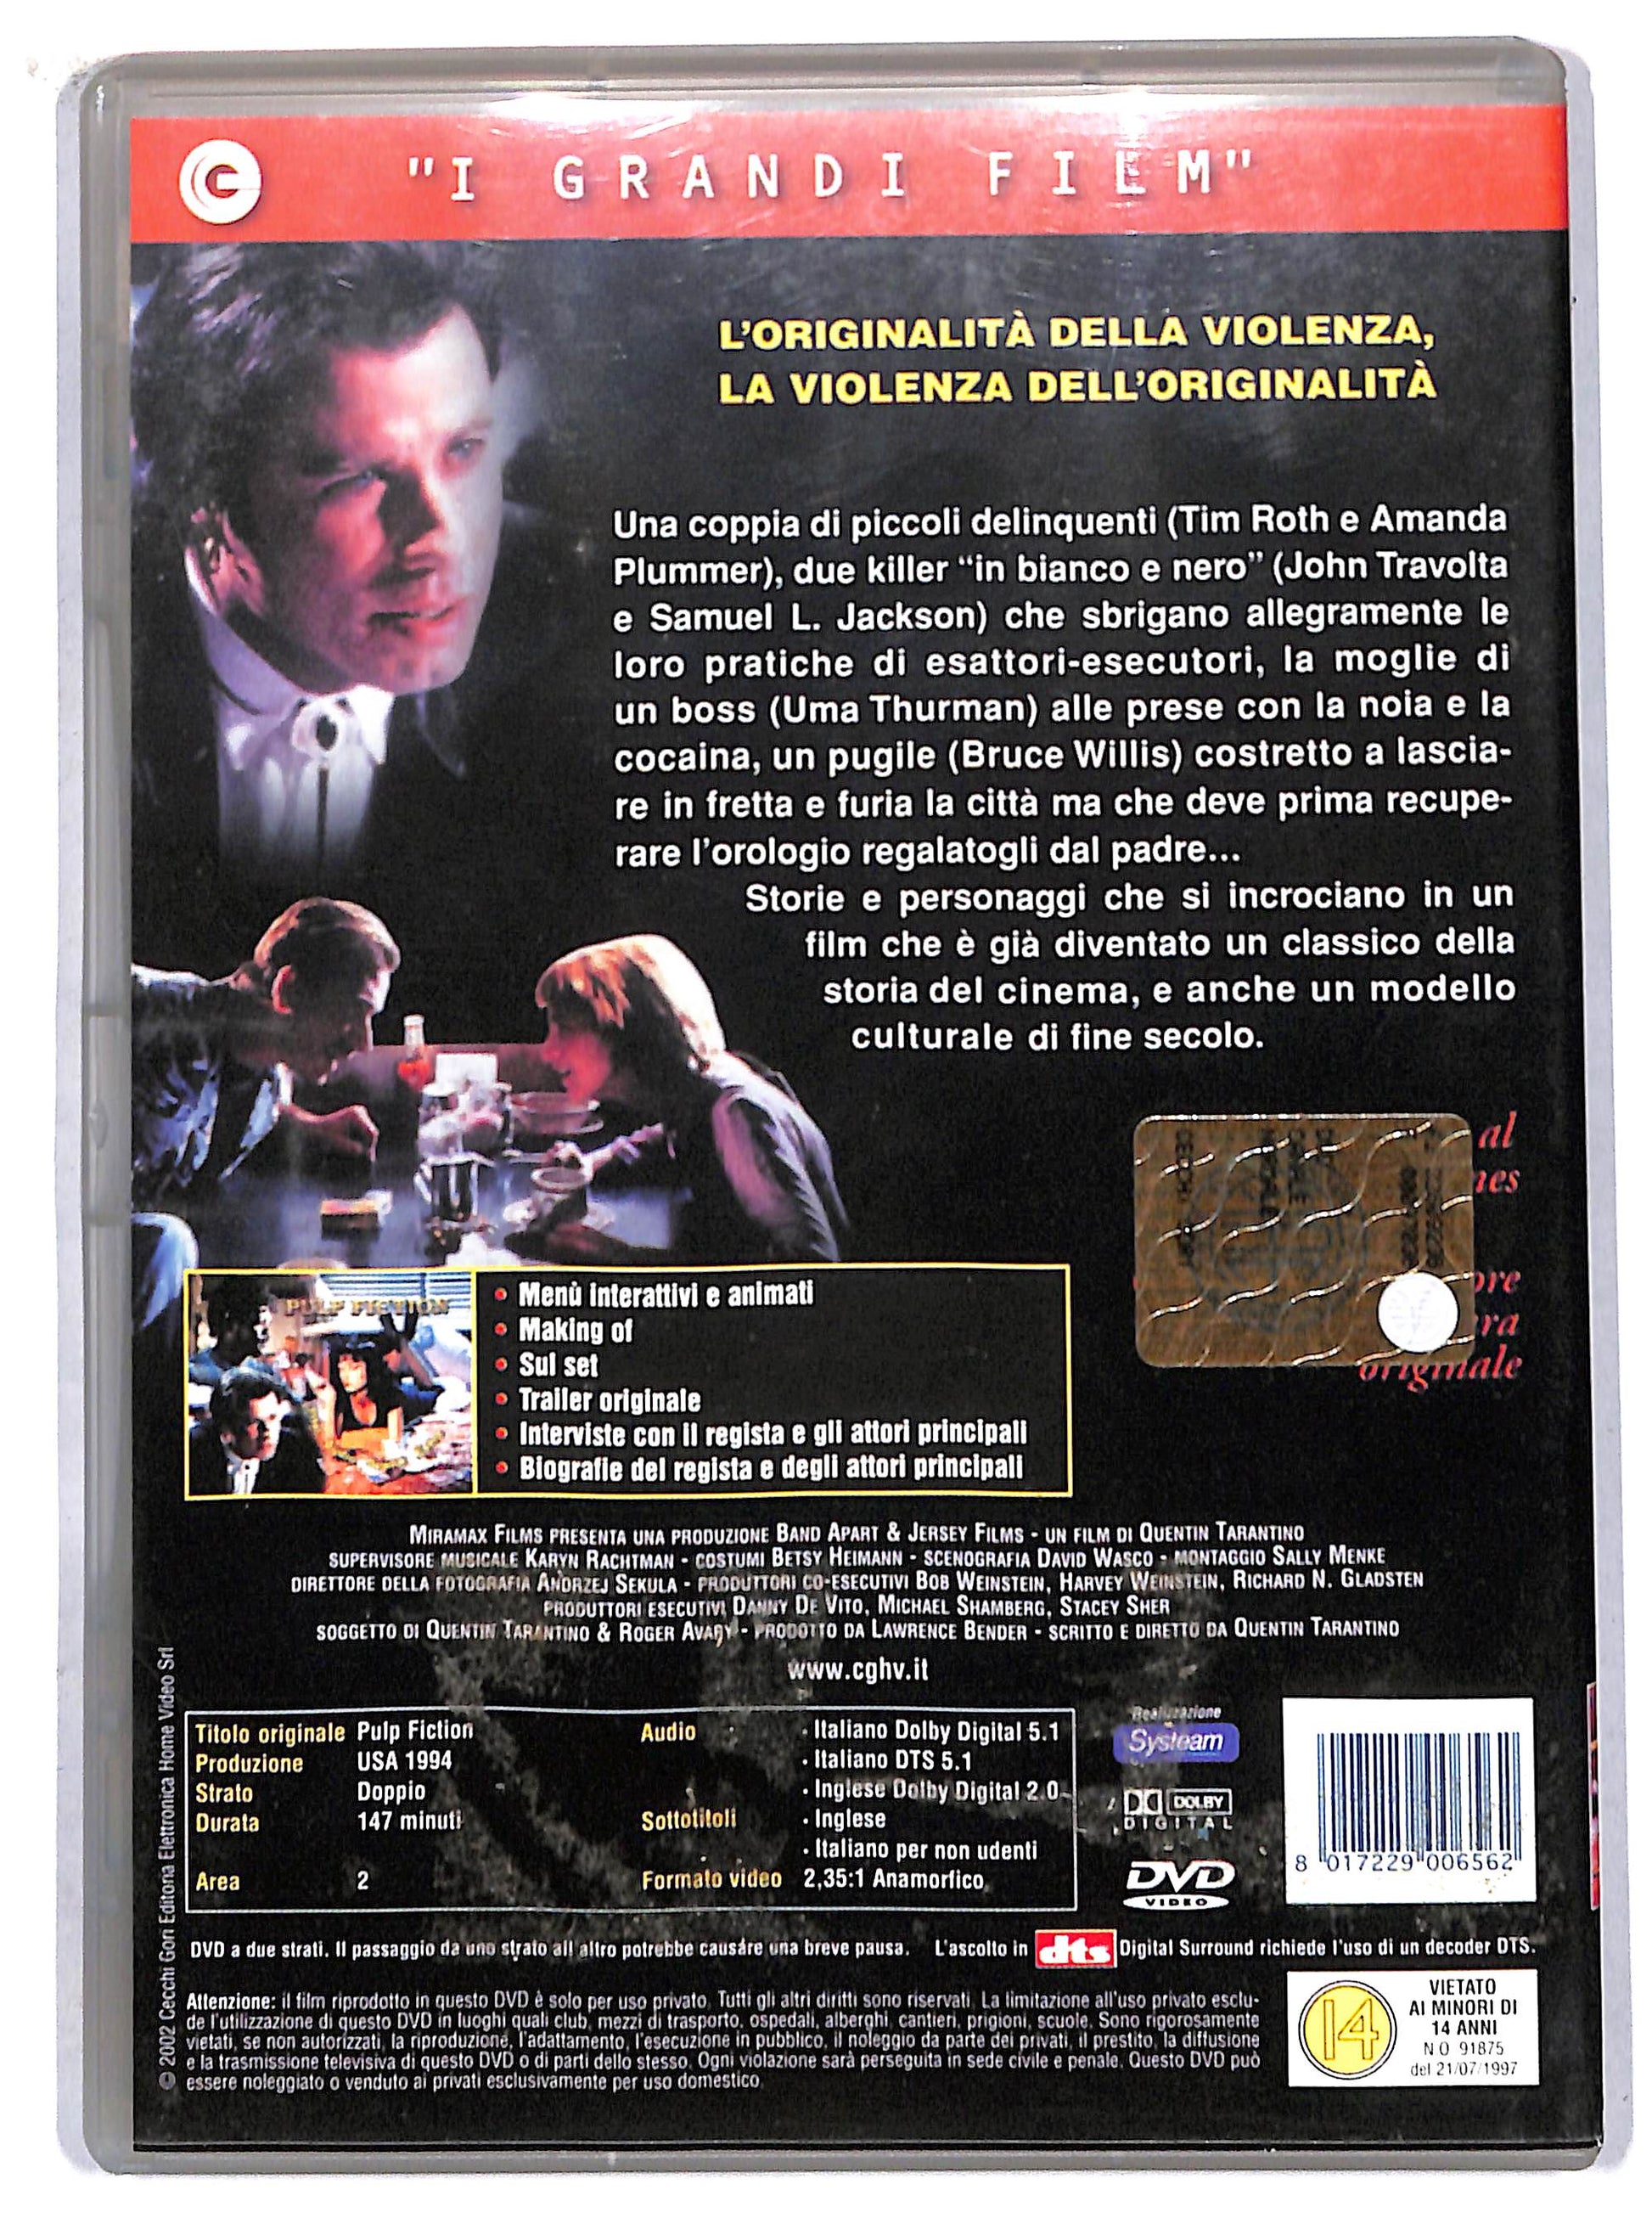 "I GRANDI FILM"
L'ORIGINALITÀ DELLA VIOLENZA,
LA VIOLENZA DELL'ORIGINALITÀ
Una coppia di piccoli delinquenti (Tim Roth e Amanda
Plummer), due killer "in bianco e nero" (John Travolta
e Samuel L. Jackson) che sbrigano allegramente le
loro pratiche di esattori-esecutori, la moglie di
un boss (Uma Thurman) alle prese con la noia e la
cocaina, un pugile (Bruce Willis) costretto a lascia-
re in fretta e furia la città ma che deve prima recupe-
rare l'orologio regalatogli dal padre...
Storie e personaggi che si incrociano in un
film che è già diventato un classico della
storia del cinema, e anche un modello
culturale di fine secolo.
al
originale
PULP FICTION
• Menù interattivi e animati
• Making of
• Sul set
• Trailer originale
• Interviste con il regista e gli attori principali
• Biografie del regista e degli attori principali
MIRAMAX FILMS PRESENTA UNA PRODUZIONE BAND APART & JERSEY FILMS - UN FILM DI QUENTIN TARANTINO
SUPERVISORE MUSICALE KARYN RACHTMAN - COSTUMI BETSY HEIMANN - SCENOGRAFIA DAVID WASCO - MONTAGGIO SALLY MENKE
DIRETTORE DELLA FOTOGRAFIA ANDRZEJ SEKULA - PRODUTTORI CO-ESECUTIVI BOB WEINSTEIN, HARVEY WEINSTEIN, RICHARD N. GLADSTEN
PRODUTTORI ESECUTIVI DANNY DE VITO, MICHAEL SHAMBERG, STACEY SHER
SOGGETTO DI QUENTIN TARANTINO & ROGER AVARY - PRODOTTO DA LAWRENCE BENDER - SCRITTO E DIRETTO DA QUENTIN TARANTINO
www.cghv.it
Titolo originale Pulp Fiction
Produzione USA 1994
Strato Doppio
Durata 147 minuti
Area 2
Audio · Italiano Dolby Digital 5.1
· Italiano DTS 5.1
· Inglese Dolby Digital 2.0
Sottotitoli · Inglese
· Italiano per non udenti
Formato video 2,35:1 Anamorfico
Realizzazione
Systeam
DOLBY
DIGITAL
DVD
VIDEO
8 017229 006562
DVD a due strati. Il passaggio da uno strato all'altro potrebbe causare una breve pausa. L'ascolto in dts Digital Surround richiede l'uso di un decoder DTS.
Attenzione: il film riprodotto in questo DVD è solo per uso privato. Tutti gli altri diritti sono riservati. La limitazione all'uso privato esclu-
de l'utilizzazione di questo DVD in luoghi quali club, mezzi di trasporto, ospedali, alberghi, cantieri, prigioni, scuole. Sono rigorosamente
vietati, se non autorizzati, la riproduzione, l'adattamento, l'esecuzione in pubblico, il noleggio da parte dei privati, il prestito, la diffusione
e la trasmissione televisiva di questo DVD o di parti dello stesso. Ogni violazione sarà perseguita in sede civile e penale. Questo DVD può
essere noleggiato o venduto ai privati esclusivamente per uso domestico.
14
VIETATO
AI MINORI DI
14 ANNI
N O 91875
del 21/07/1997
© 2002 Cecchi Gori Editoria Elettronica Home Video Srl